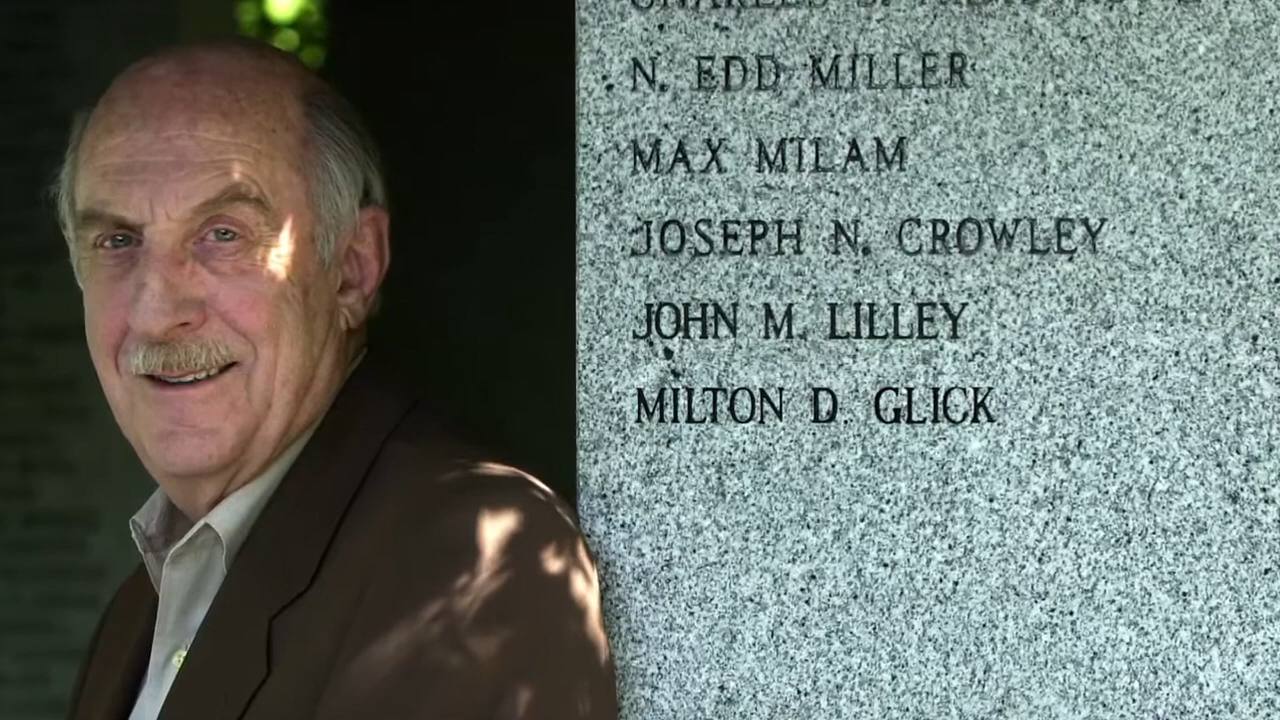 N. EDD MILLER
MAX MILAM
JOSEPH N. CROWLEY
JOHN M. LILLEY
MILTON D. GLICK